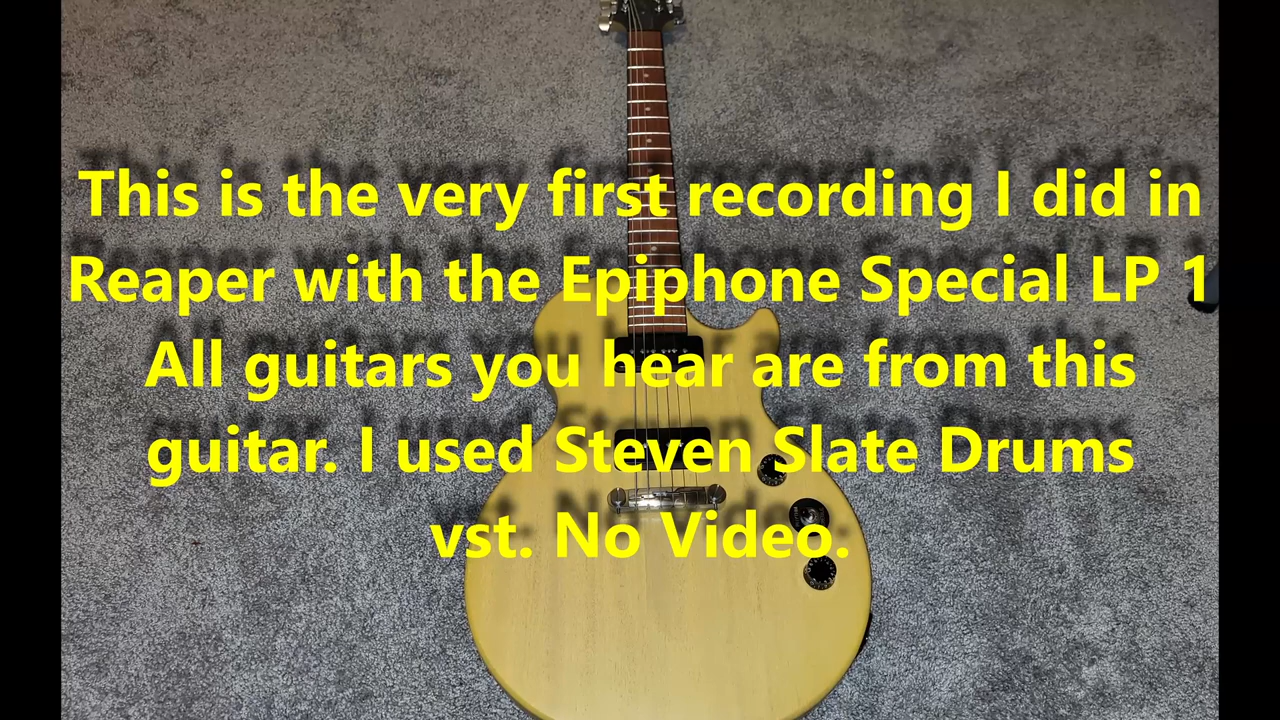 This is the very first recording I did in
Reaper with the Epiphone Special LP 1
All guitars you hear are from this
guitar. I used Steven Slate Drums
vst. No Video.